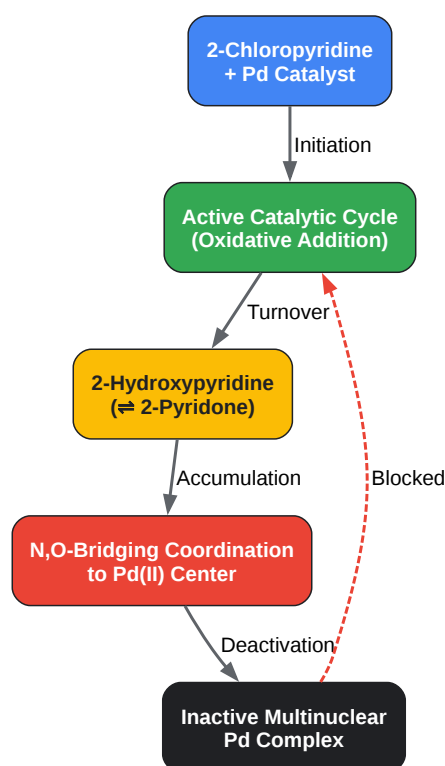 2-Chloropyridine
+ Pd Catalyst
Initiation
Active Catalytic Cycle
(Oxidative Addition)
Turnover
2-Hydroxypyridine
(⇌ 2-Pyridone)
Accumulation
Blocked
N,O-Bridging Coordination
to Pd(II) Center
Deactivation
Inactive Multinuclear
Pd Complex